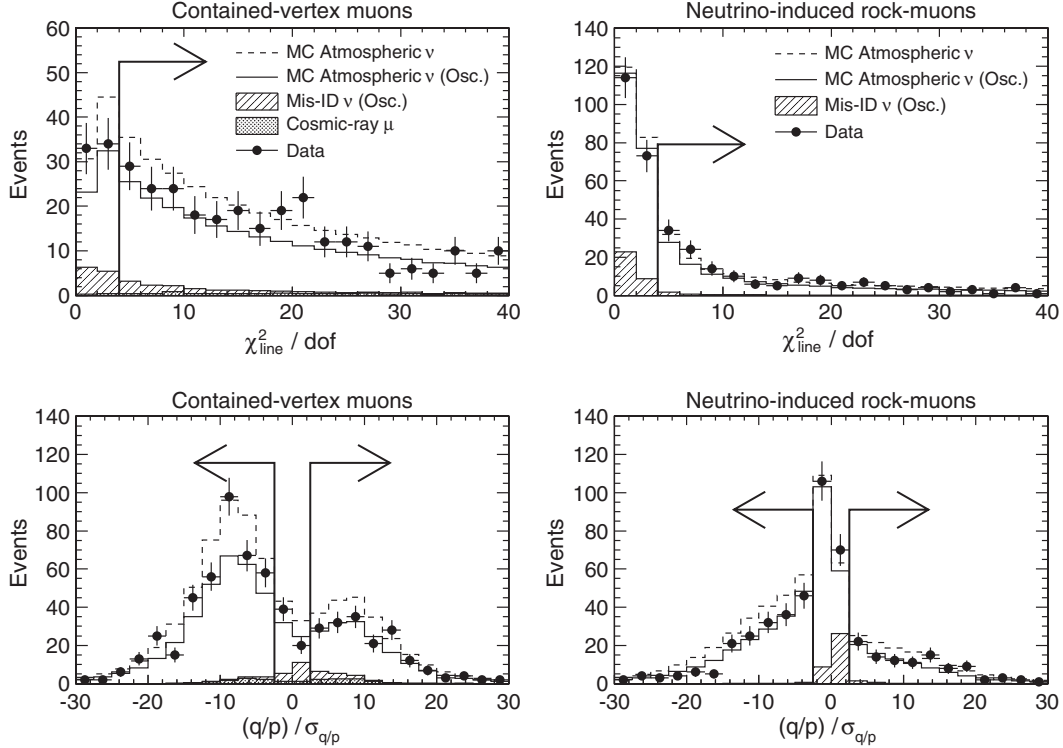 Contained-vertex muons
60
50
40
30
20
10
0
Events
0 10 20 30 40
χ²line / dof
MC Atmospheric ν
MC Atmospheric ν (Osc.)
Mis-ID ν (Osc.)
Cosmic-ray μ
Data
Neutrino-induced rock-muons
140
120
100
80
60
40
20
0
Events
0 10 20 30 40
χ²line / dof
MC Atmospheric ν
MC Atmospheric ν (Osc.)
Mis-ID ν (Osc.)
Data
Contained-vertex muons
140
120
100
80
60
40
20
0
Events
-30 -20 -10 0 10 20 30
(q/p) / σq/p
Neutrino-induced rock-muons
140
120
100
80
60
40
20
0
Events
-30 -20 -10 0 10 20 30
(q/p) / σq/p